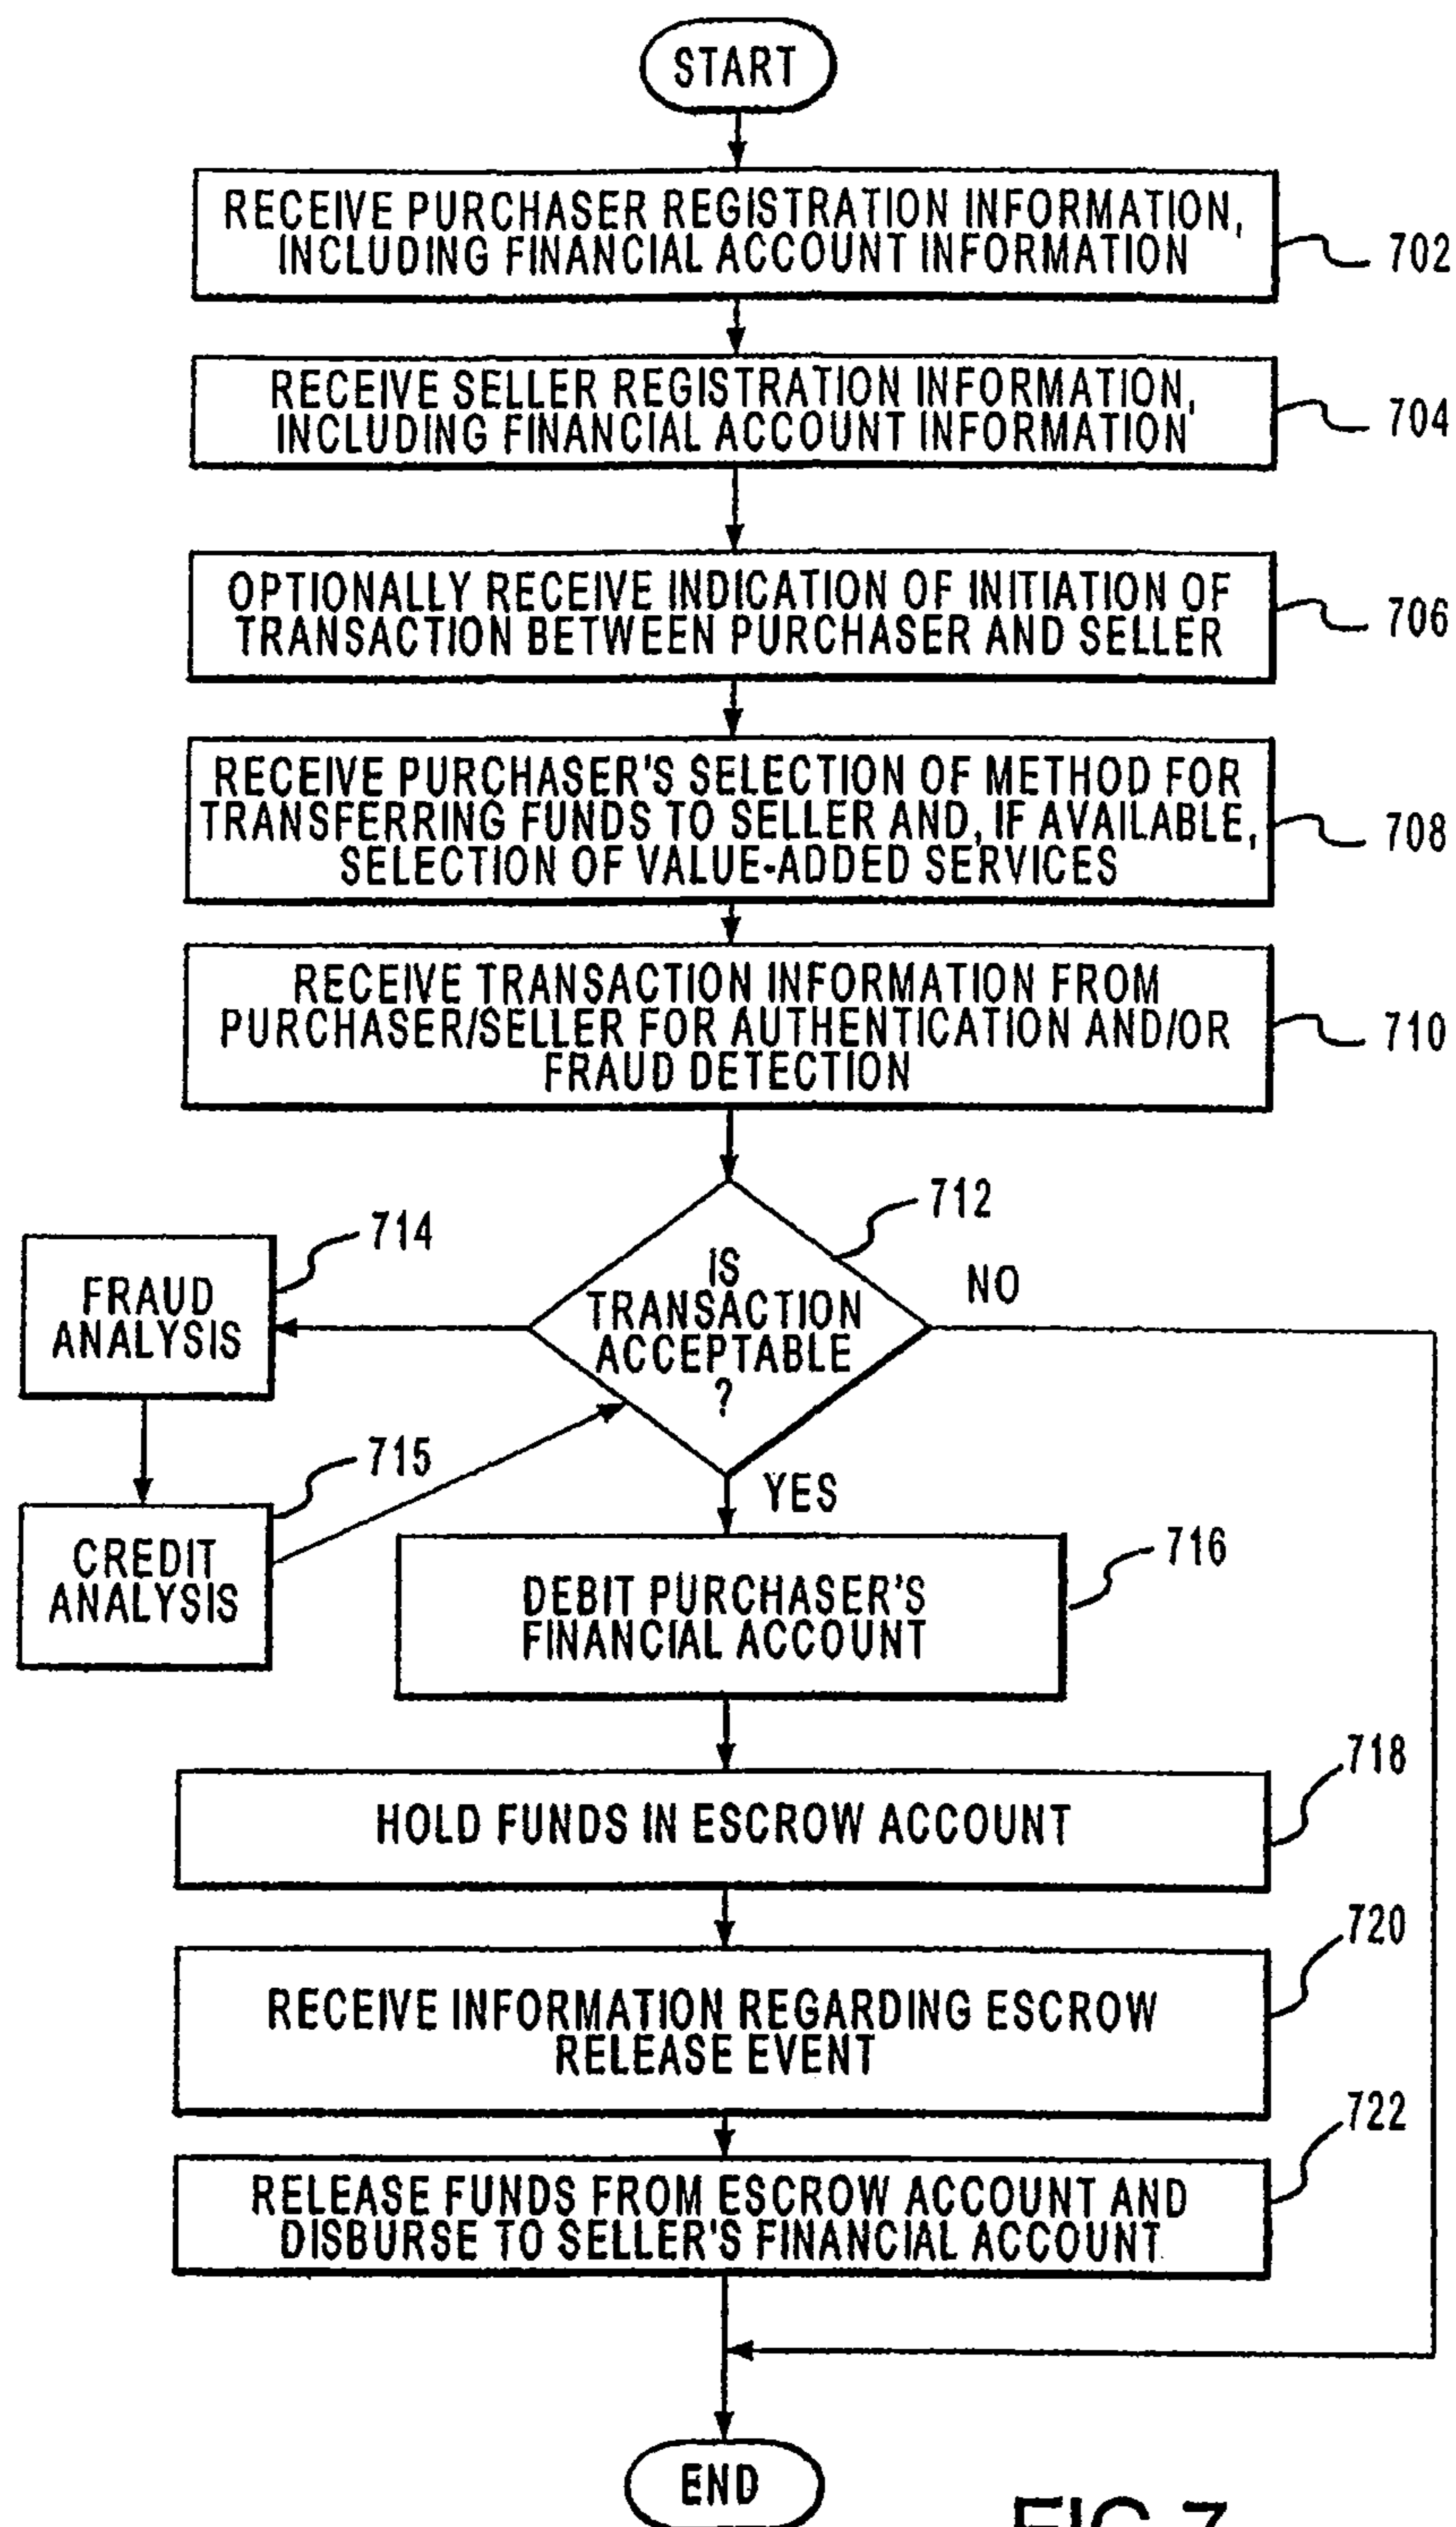 START
RECEIVE PURCHASER REGISTRATION INFORMATION,
INCLUDING FINANCIAL ACCOUNT INFORMATION
702
RECEIVE SELLER REGISTRATION INFORMATION,
INCLUDING FINANCIAL ACCOUNT INFORMATION
704
OPTIONALLY RECEIVE INDICATION OF INITIATION OF
TRANSACTION BETWEEN PURCHASER AND SELLER
706
RECEIVE PURCHASER'S SELECTION OF METHOD FOR
TRANSFERRING FUNDS TO SELLER AND, IF AVAILABLE,
SELECTION OF VALUE-ADDED SERVICES
708
RECEIVE TRANSACTION INFORMATION FROM
PURCHASER/SELLER FOR AUTHENTICATION AND/OR
FRAUD DETECTION
710
712
IS
TRANSACTION
ACCEPTABLE
?
NO
714
FRAUD
ANALYSIS
715
CREDIT
ANALYSIS
YES
716
DEBIT PURCHASER'S
FINANCIAL ACCOUNT
718
HOLD FUNDS IN ESCROW ACCOUNT
720
RECEIVE INFORMATION REGARDING ESCROW
RELEASE EVENT
722
RELEASE FUNDS FROM ESCROW ACCOUNT AND
DISBURSE TO SELLER'S FINANCIAL ACCOUNT
END
FIG. 7